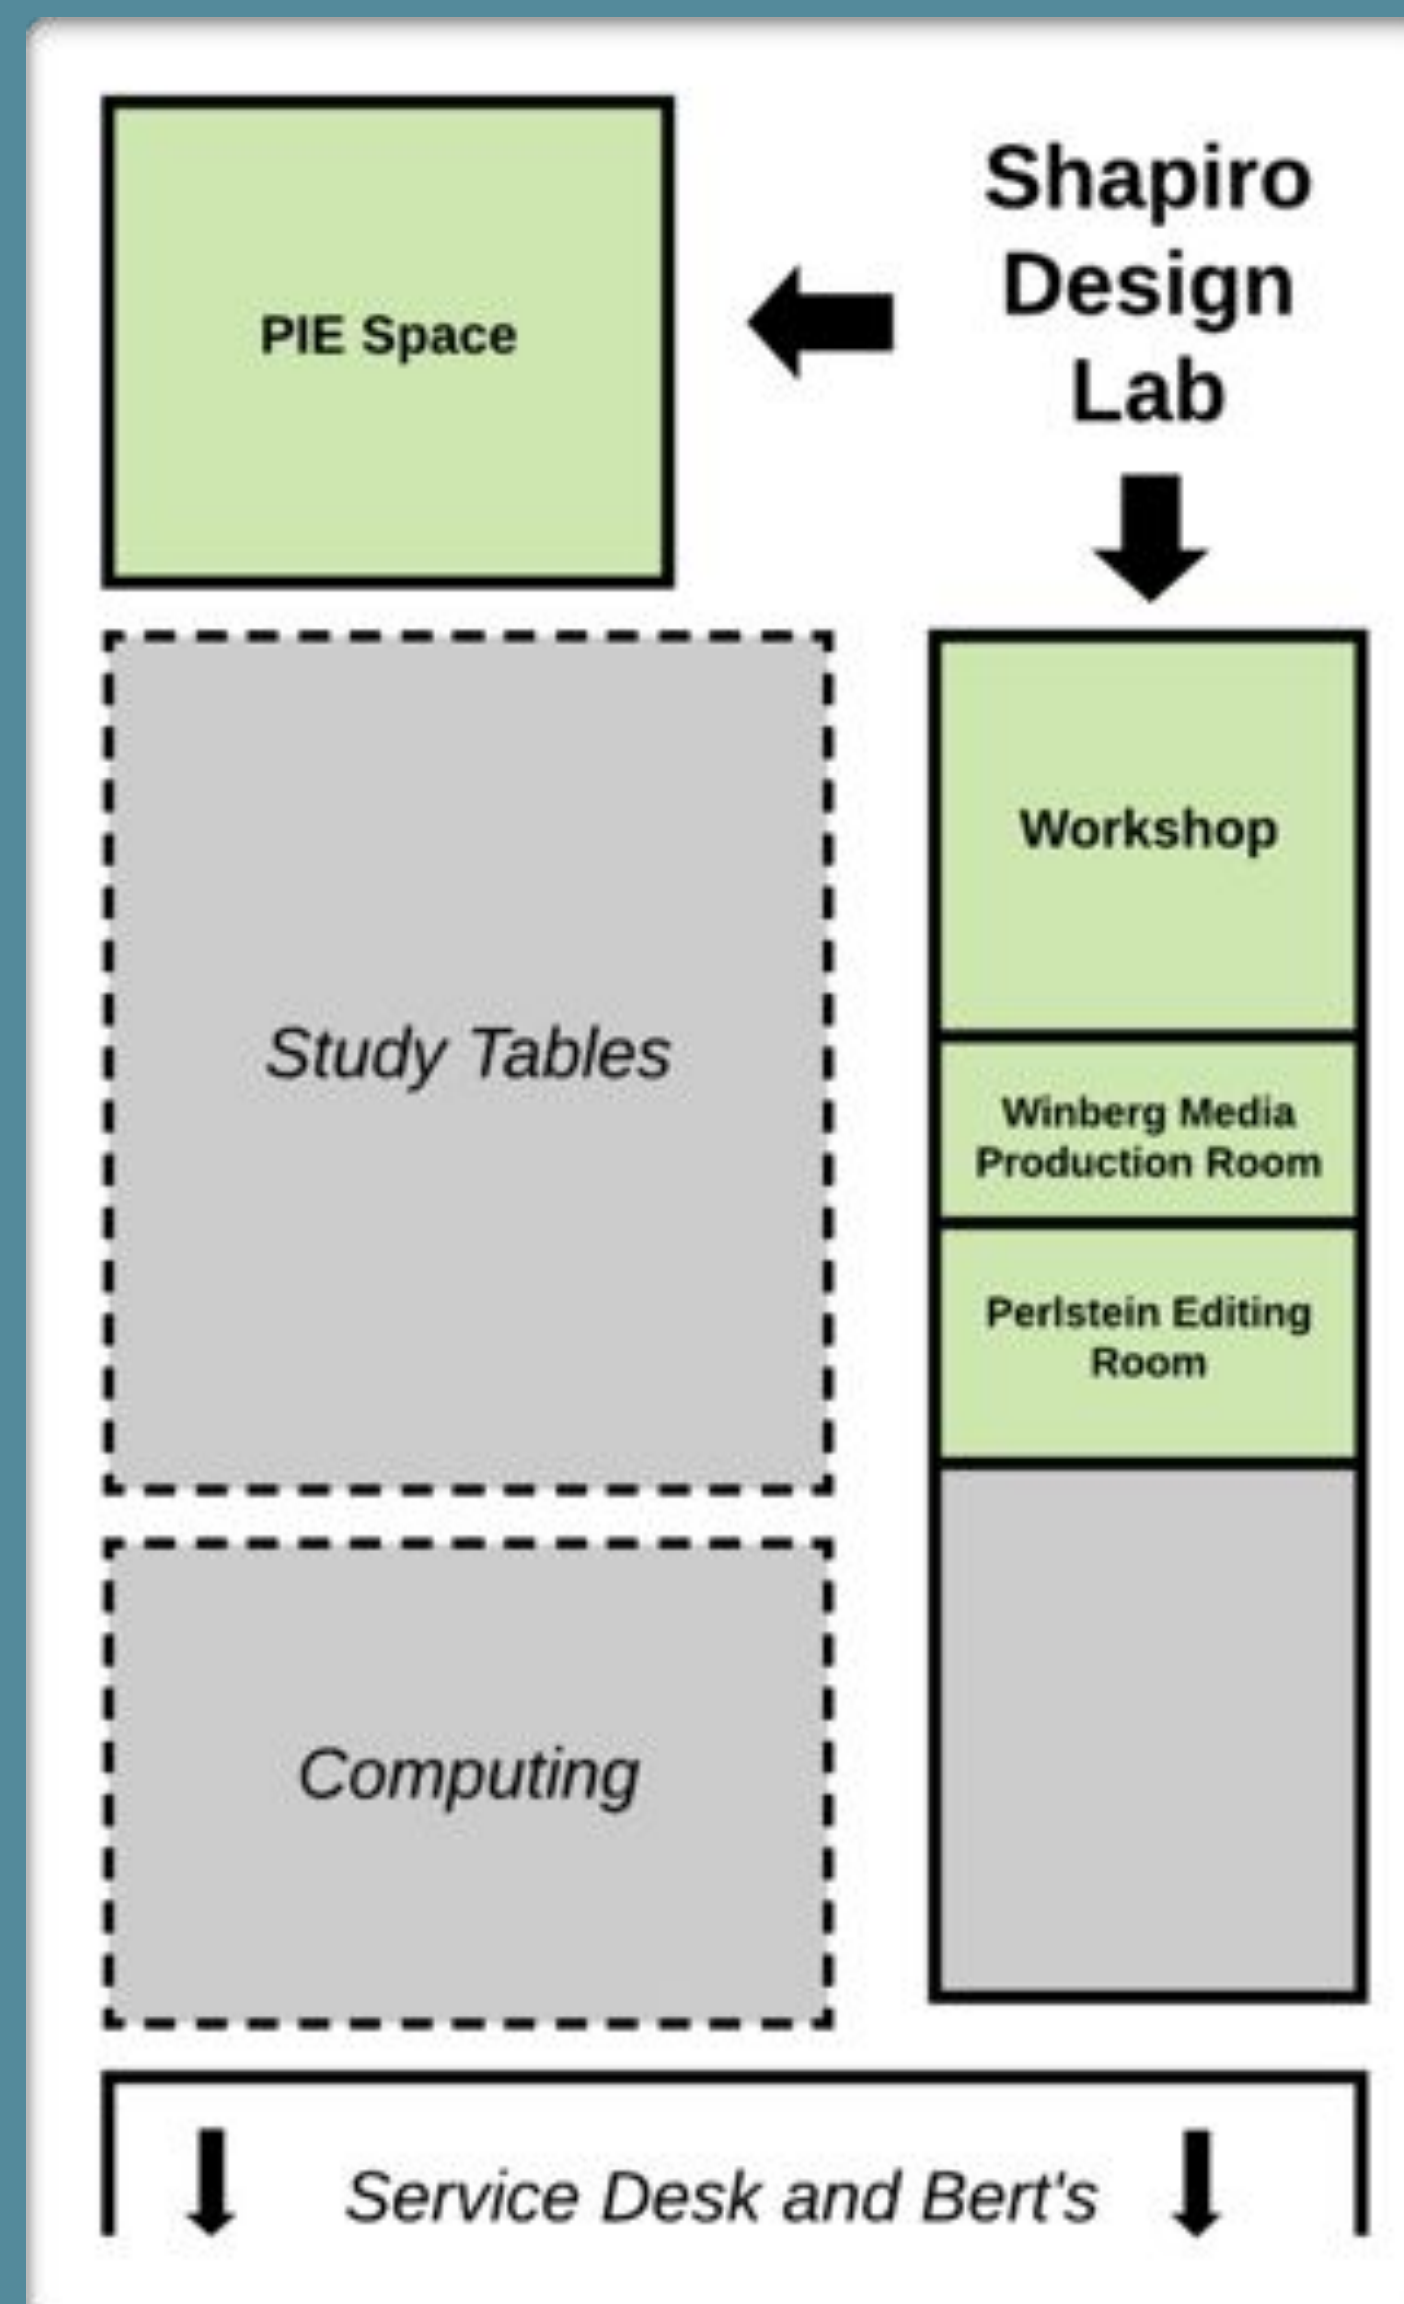 PIE Space
Shapiro
Design
Lab
Workshop
Winberg Media
Production Room
Perlstein Editing
Room
Study Tables
Computing
Service Desk and Bert's